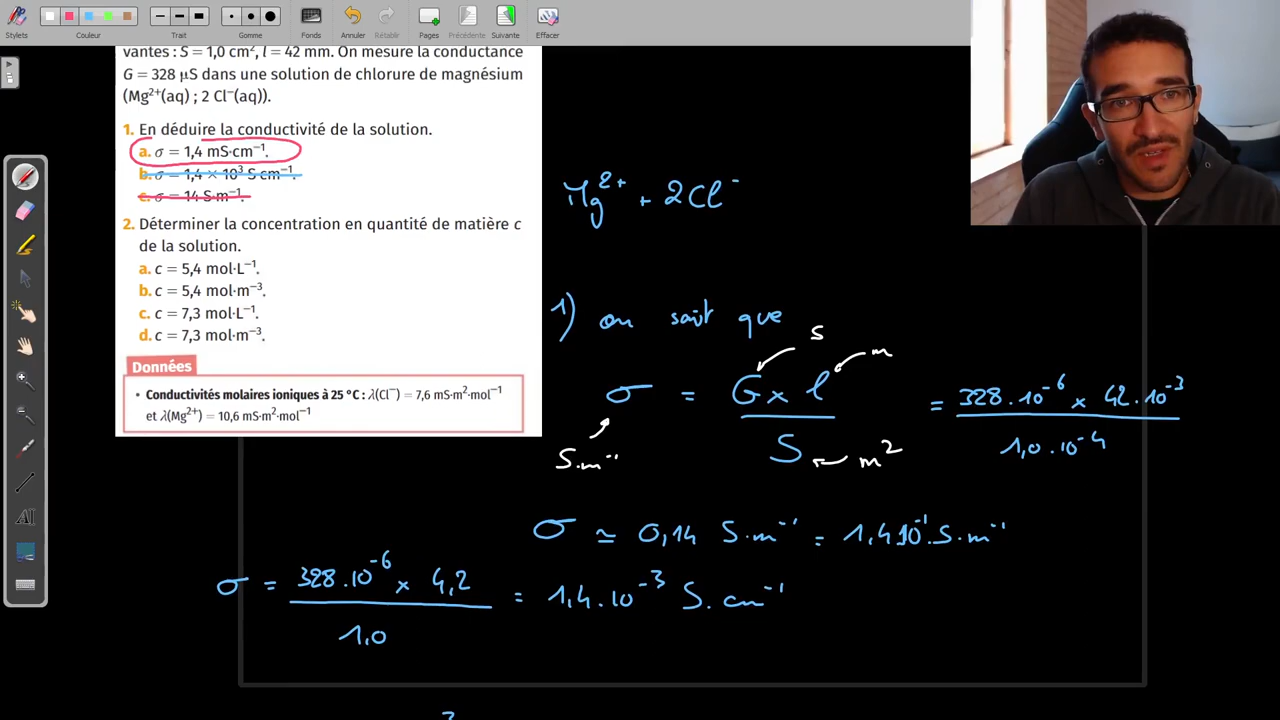 Stylets
Couleur
Trait
Gomme
Fonds
Annuler
Refaire
Pages
Précédente
Suivante
Effacer
vantes : S = 1,0 cm², l = 42 mm. On mesure la conductance
G = 328 µS dans une solution de chlorure de magnésium
(Mg²⁺(aq) ; 2 Cl⁻(aq)).
1. En déduire la conductivité de la solution.
a. σ = 1,4 mS·cm⁻¹.
b. σ = 1,4 × 10³ S·cm⁻¹.
c. σ = 14 S·m⁻¹.
2. Déterminer la concentration en quantité de matière c
de la solution.
a. c = 5,4 mol·L⁻¹.
b. c = 5,4 mol·m⁻³.
c. c = 7,3 mol·L⁻¹.
d. c = 7,3 mol·m⁻³.
Données
• Conductivités molaires ioniques à 25 °C : λ(Cl⁻) = 7,6 mS·m²·mol⁻¹
et λ(Mg²⁺) = 10,6 mS·m²·mol⁻¹
Mg²⁺ + 2Cl⁻
1) on sait que
S
m
σ = G × l / S = 328.10⁻⁶ × 42.10⁻³ / 1,0.10⁻⁴
S.m⁻¹
m²
σ ≃ 0,14 S.m⁻¹ = 1,4 10⁻¹.S.m⁻¹
σ = 328.10⁻⁶ × 4,2 / 1,0 = 1,4.10⁻³ S.cm⁻¹